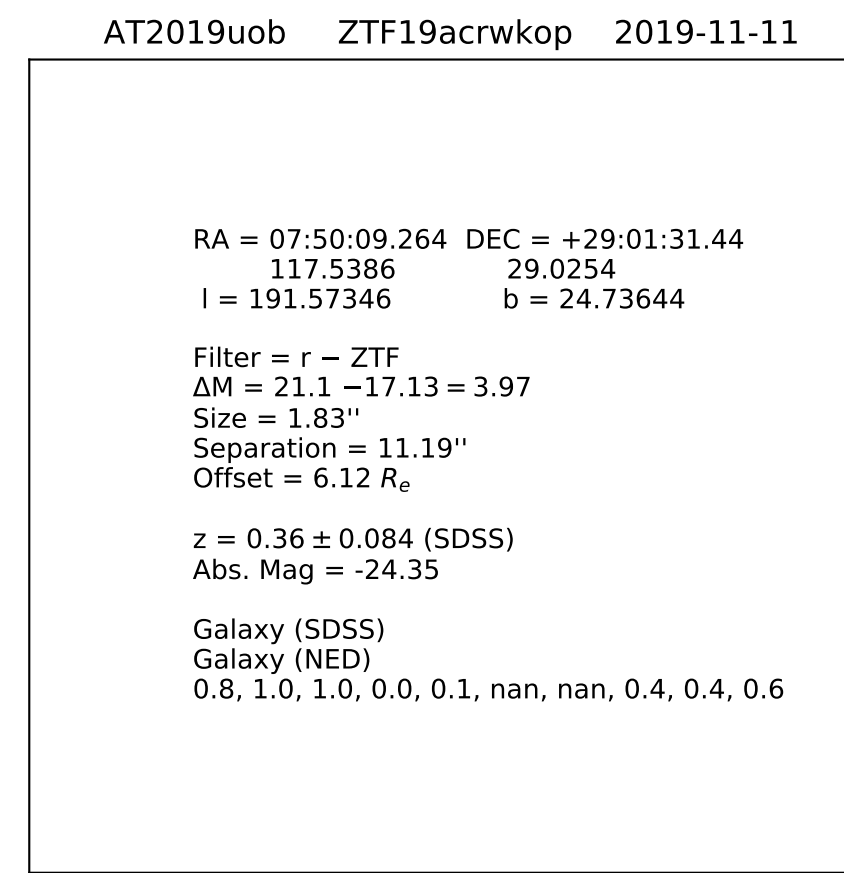 AT2019uob ZTF19acrwkop 2019-11-11
RA = 07:50:09.264 DEC = +29:01:31.44
117.5386 29.0254
l = 191.57346 b = 24.73644
Filter = r − ZTF
ΔM = 21.1 −17.13 = 3.97
Size = 1.83''
Separation = 11.19''
Offset = 6.12 Rₑ
z = 0.36 ± 0.084 (SDSS)
Abs. Mag = -24.35
Galaxy (SDSS)
Galaxy (NED)
0.8, 1.0, 1.0, 0.0, 0.1, nan, nan, 0.4, 0.4, 0.6